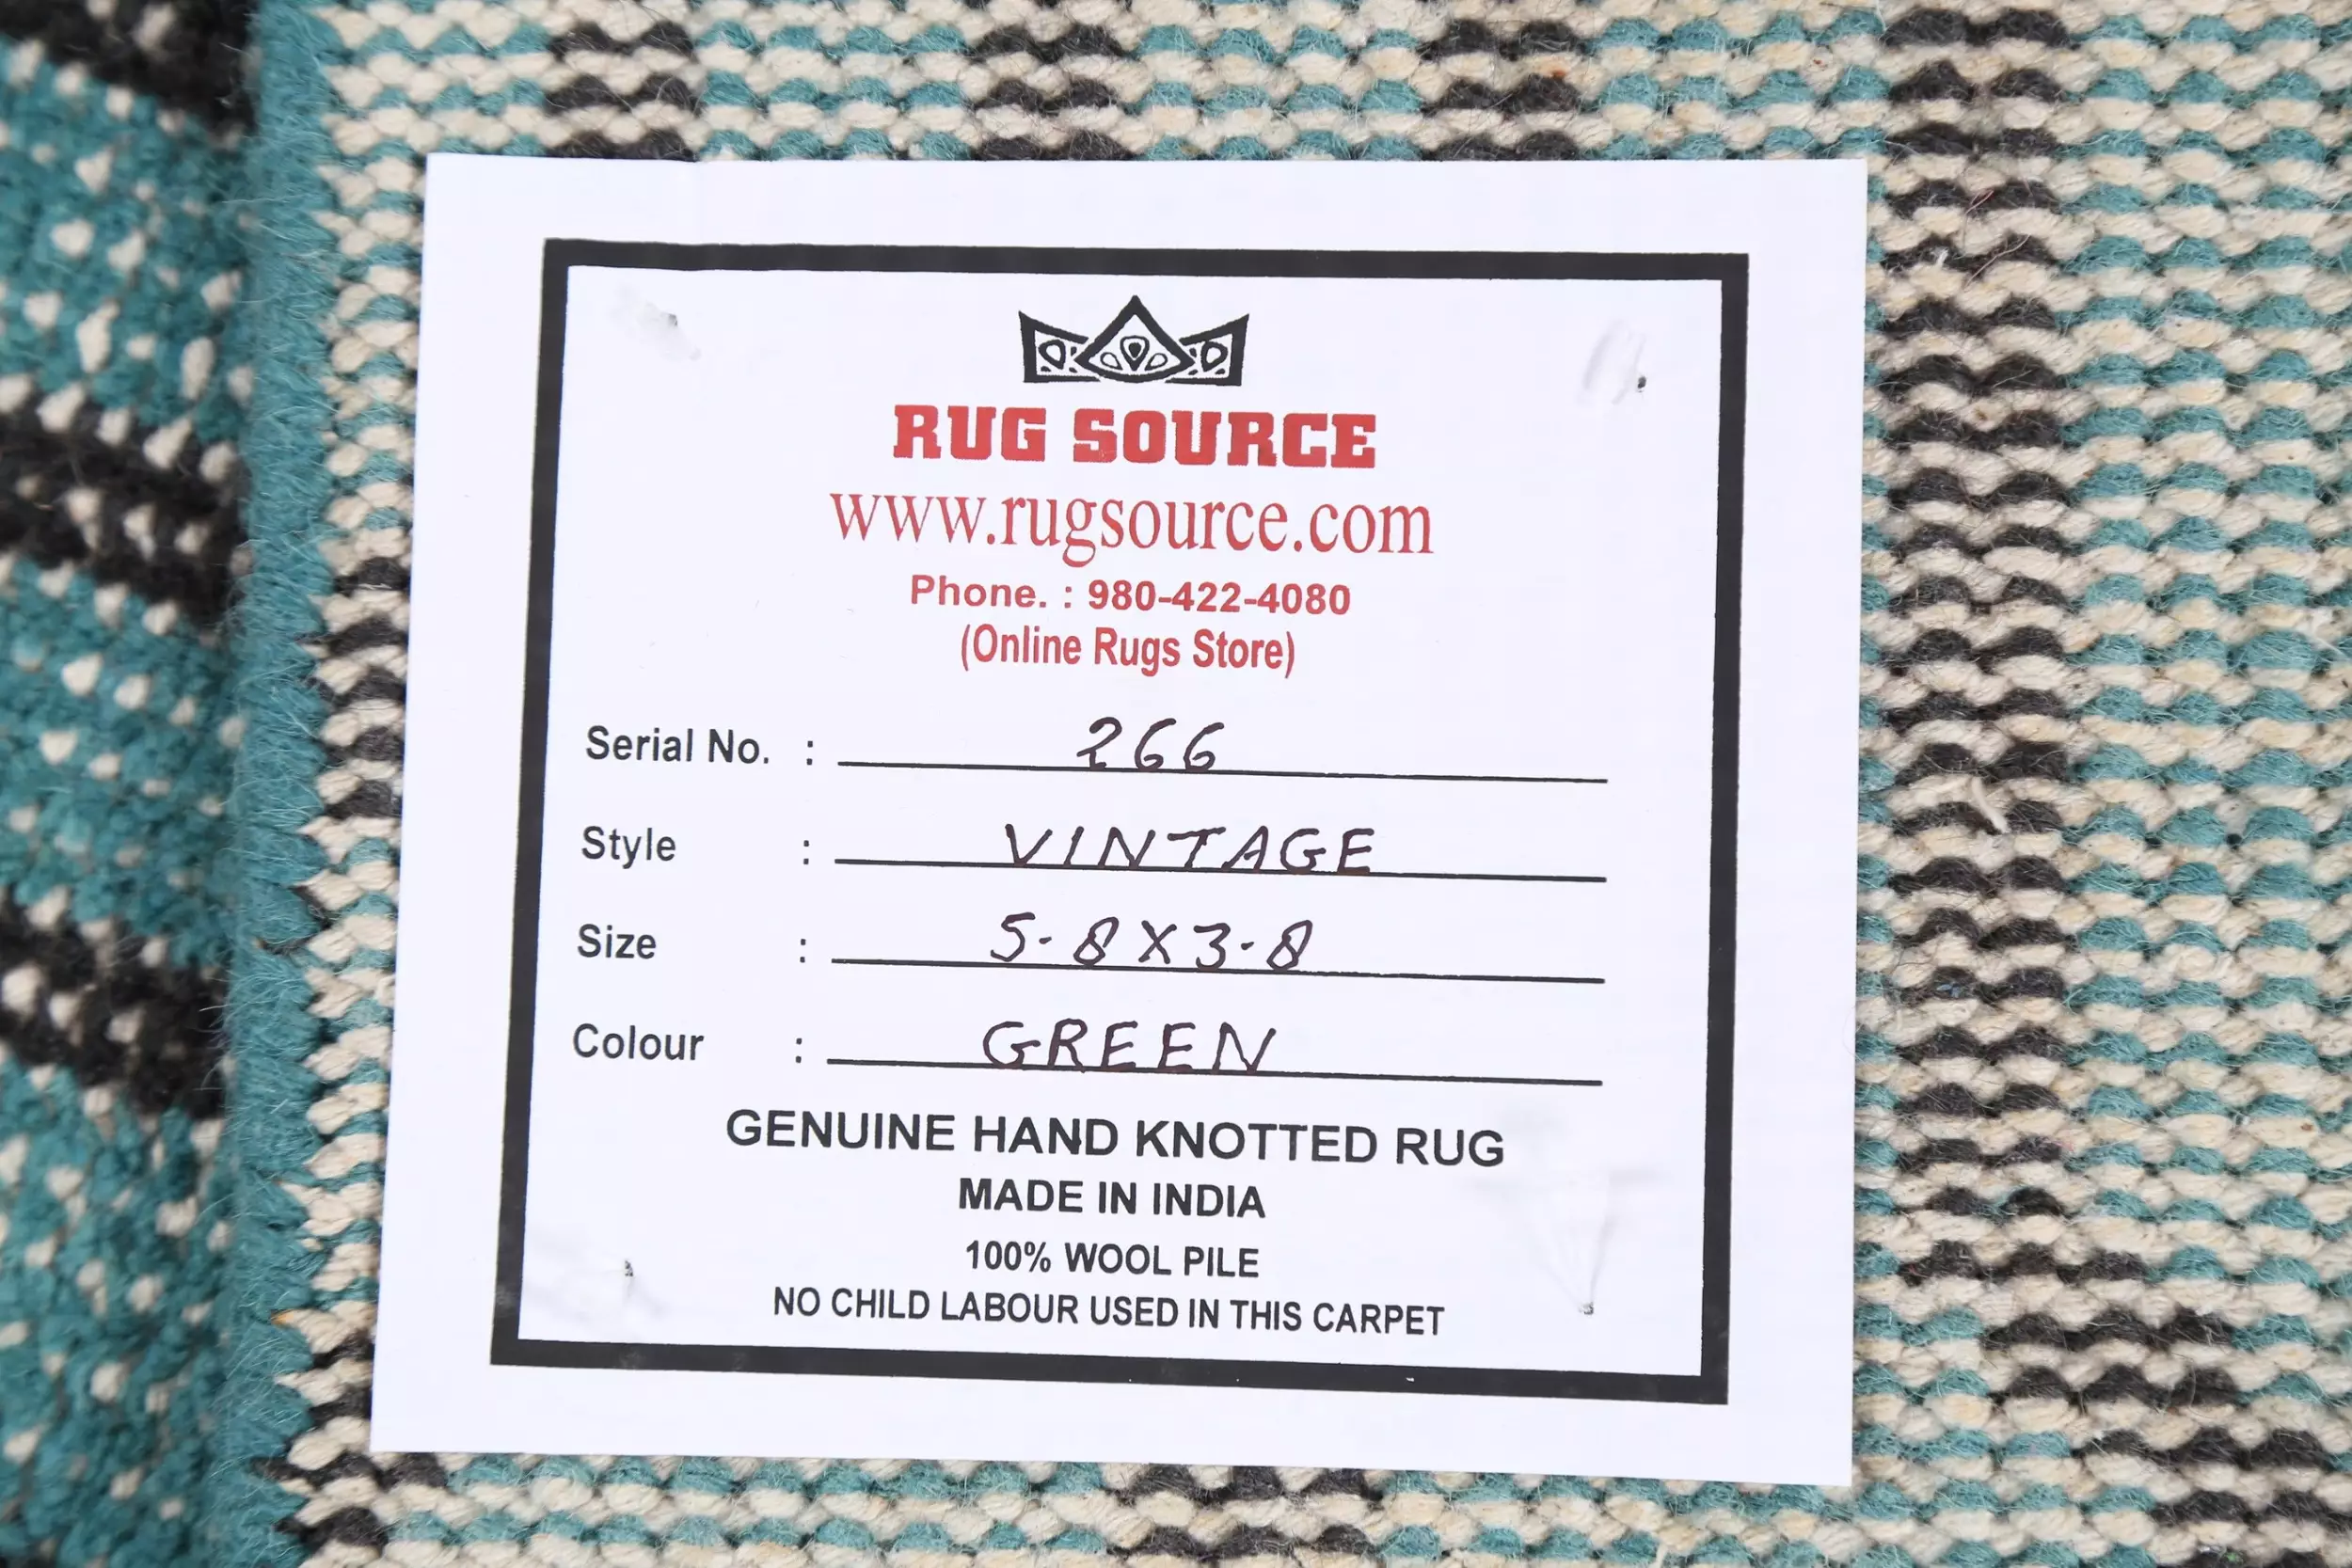 RUG SOURCE
www.rugsource.com
Phone. : 980-422-4080
(Online Rugs Store)
Serial No. : 266
Style : VINTAGE
Size : 5-8X3-8
Colour : GREEN
GENUINE HAND KNOTTED RUG
MADE IN INDIA
100% WOOL PILE
NO CHILD LABOUR USED IN THIS CARPET